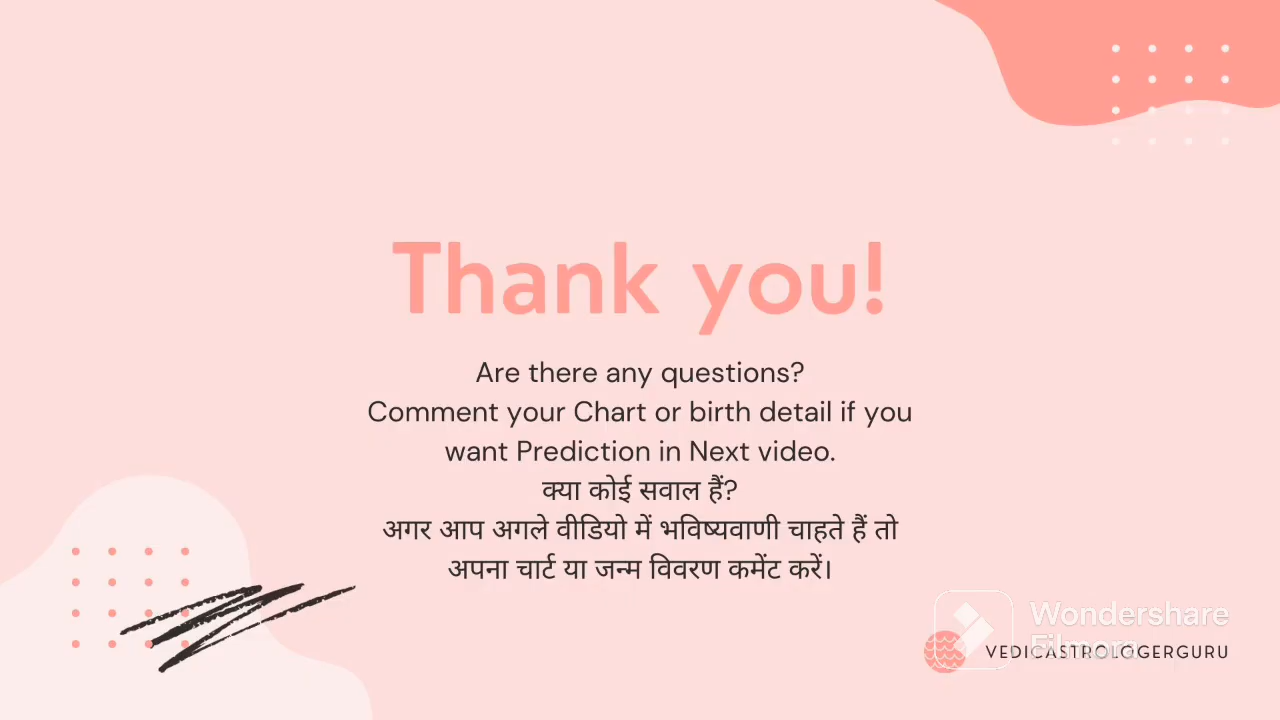 Thank you!
Are there any questions?
Comment your Chart or birth detail if you
want Prediction in Next video.
क्या कोई सवाल हैं?
अगर आप अगले वीडियो में भविष्यवाणी चाहते हैं तो
अपना चार्ट या जन्म विवरण कमेंट करें।
Wondershare
Filmora
VEDICASTROLOGERGURU